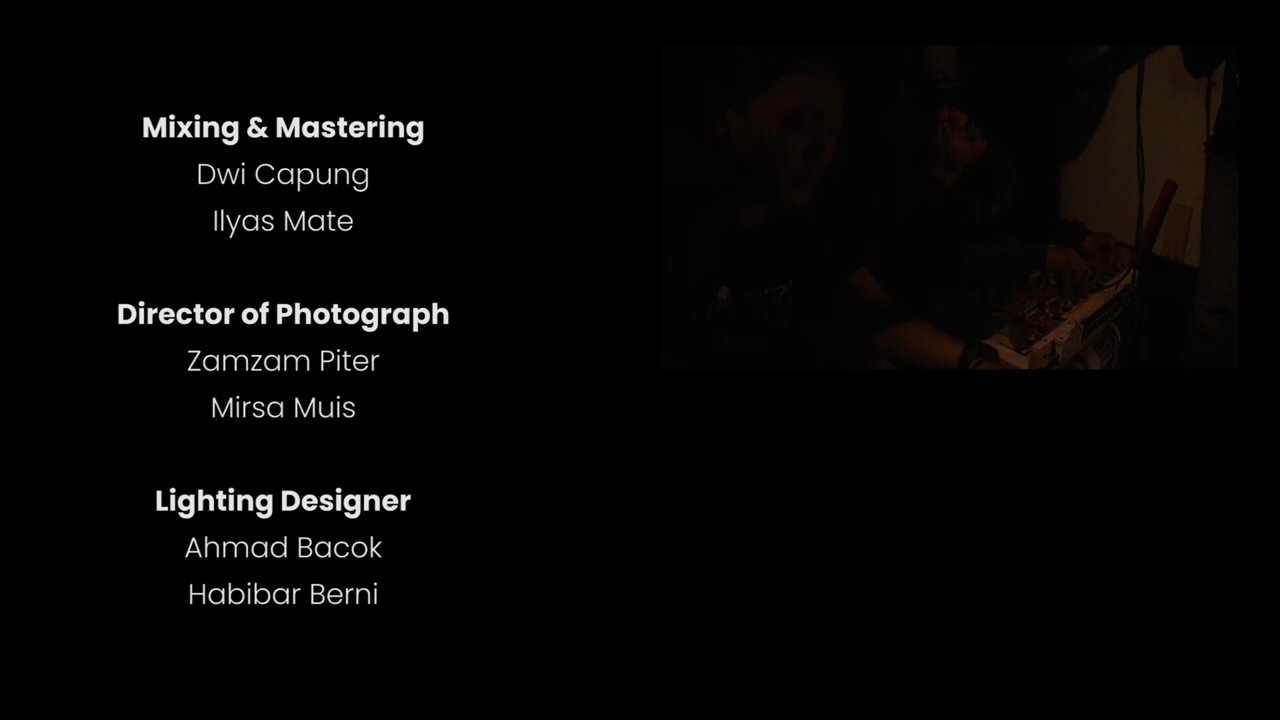 Mixing & Mastering
Dwi Capung
Ilyas Mate
Director of Photograph
Zamzam Piter
Mirsa Muis
Lighting Designer
Ahmad Bacok
Habibar Berni